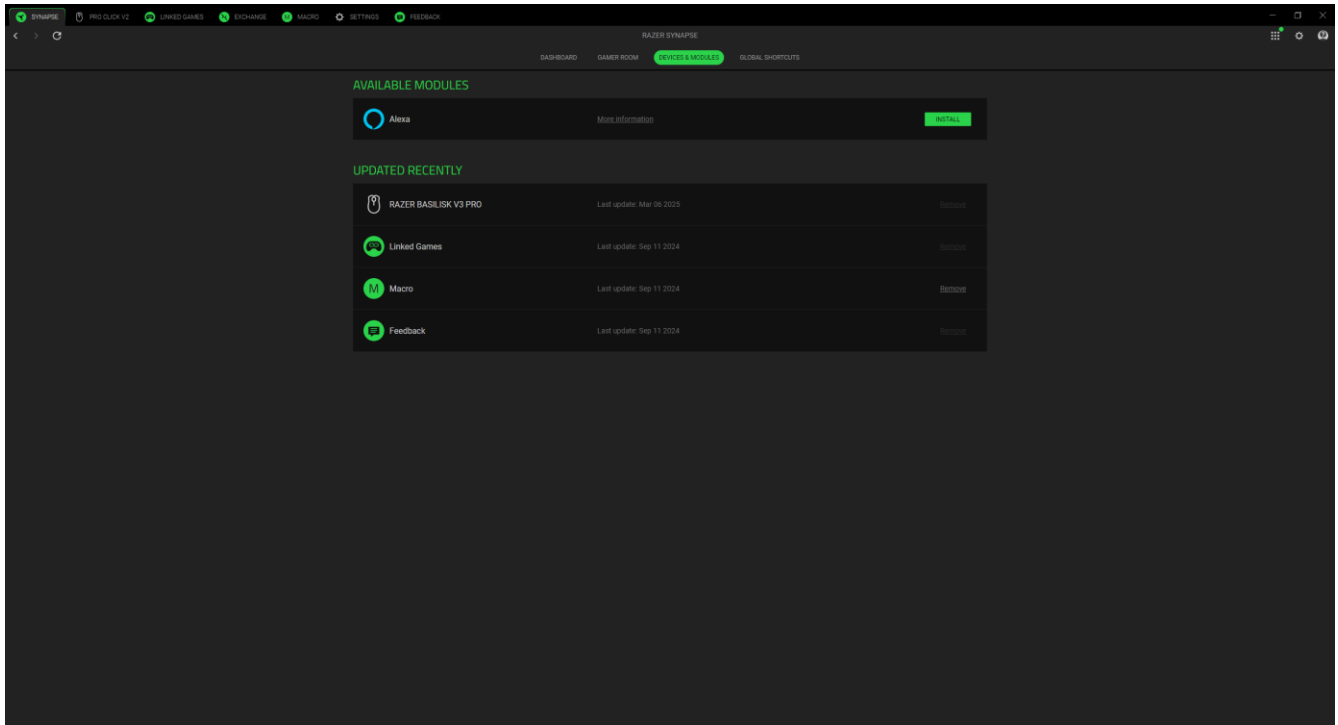 SYNAPSE PRO CLICK V2 LINKED GAMES EXCHANGE MACRO SETTINGS FEEDBACK
RAZER SYNAPSE
DASHBOARD GAMER ROOM DEVICES & MODULES GLOBAL SHORTCUTS
AVAILABLE MODULES
Alexa More information INSTALL
UPDATED RECENTLY
RAZER BASILISK V3 PRO Last update: Mar 06 2025 Remove
Linked Games Last update: Sep 11 2024 Remove
M Macro Last update: Sep 11 2024 Remove
Feedback Last update: Sep 11 2024 Remove